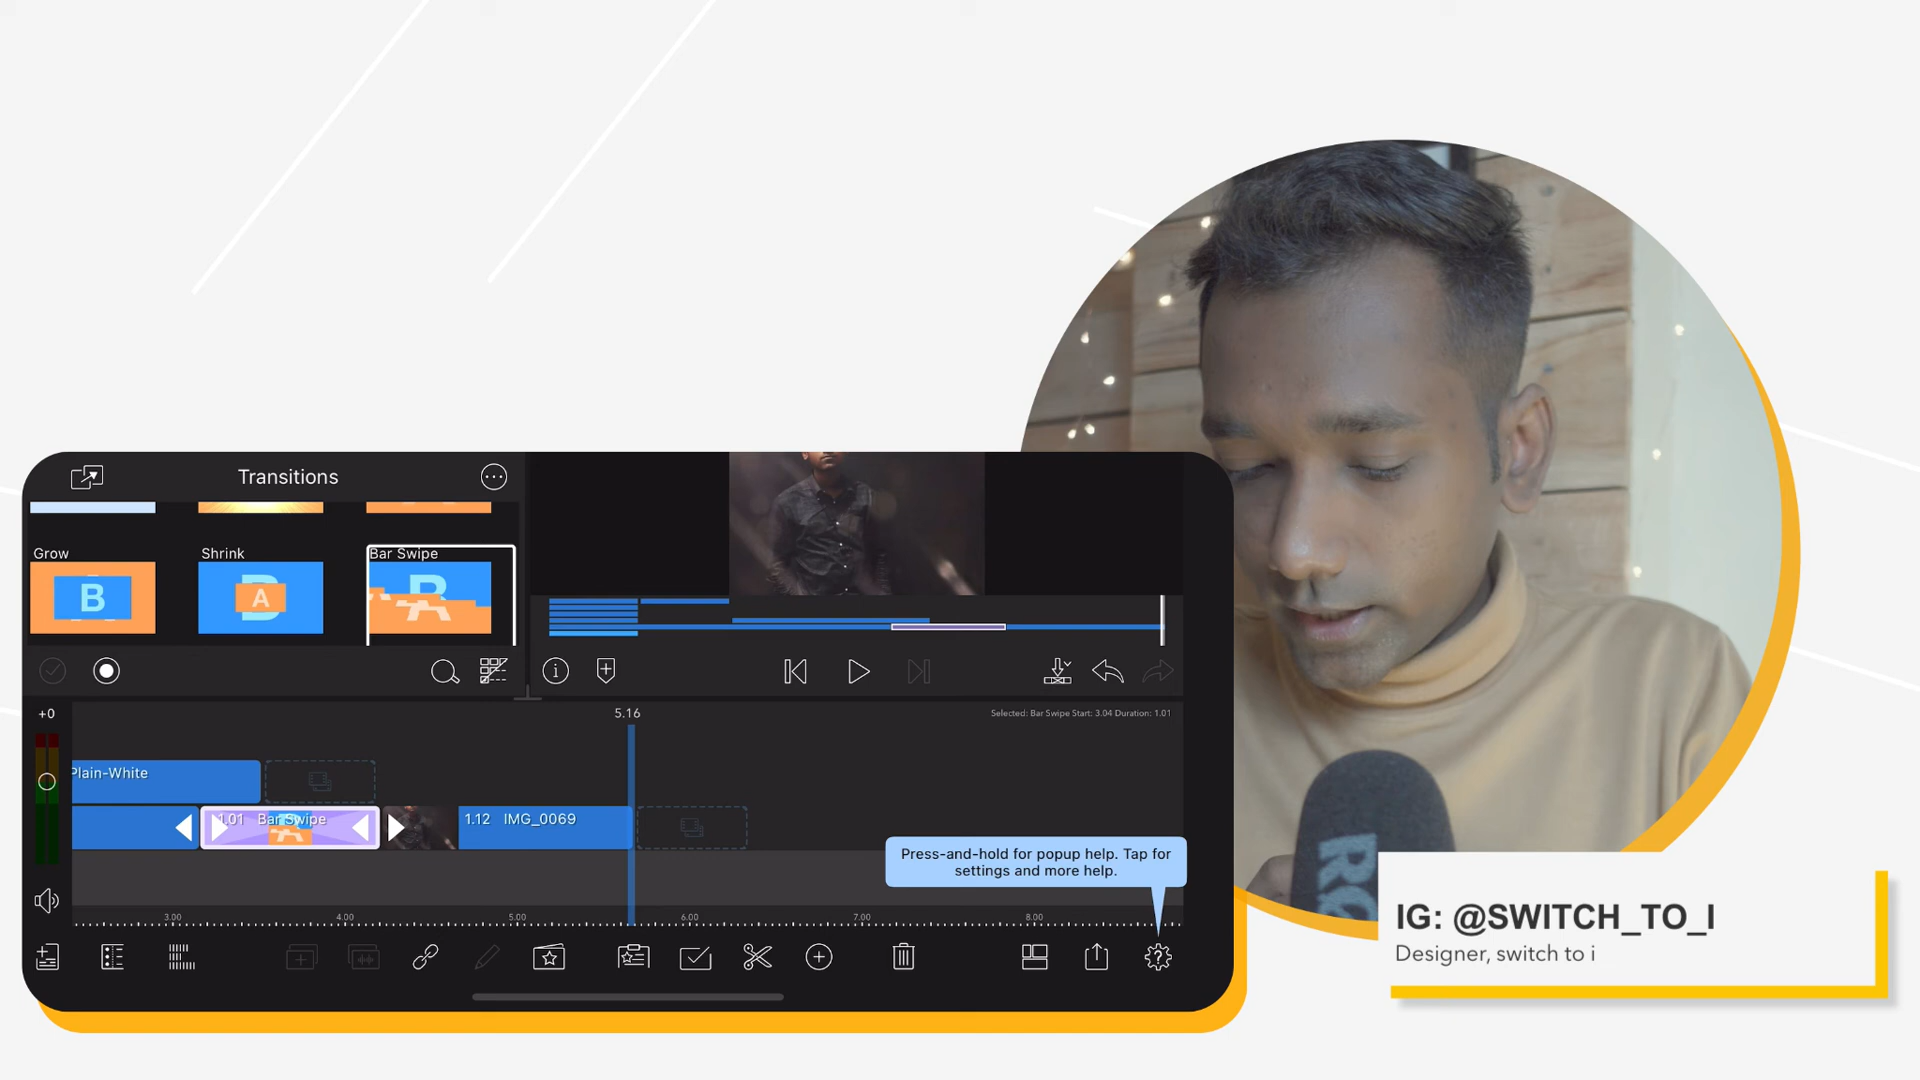 Transitions
Grow
Shrink
Bar Swipe
B
A
+0
5.16
Selected: Bar Swipe Start: 3.04 Duration: 1.01
Plain-White
1.01 Bar Swipe
1.12 IMG_0069
Press-and-hold for popup help. Tap for
settings and more help.
3.00
4.00
5.00
6.00
7.00
8.00
IG: @SWITCH_TO_I
Designer, switch to i